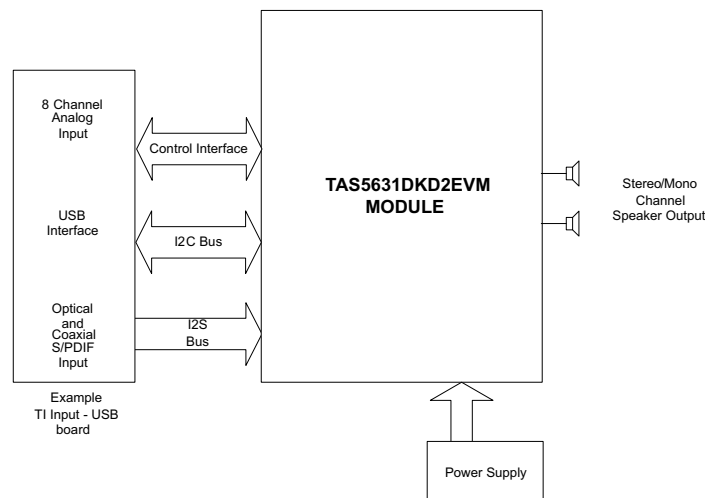 8 Channel
Analog
Input
Control Interface
TAS5631DKD2EVM
MODULE
Stereo/Mono
Channel
Speaker Output
USB
Interface
I2C Bus
Optical
and
Coaxial
S/PDIF
Input
I2S
Bus
Example
TI Input - USB
board
Power Supply